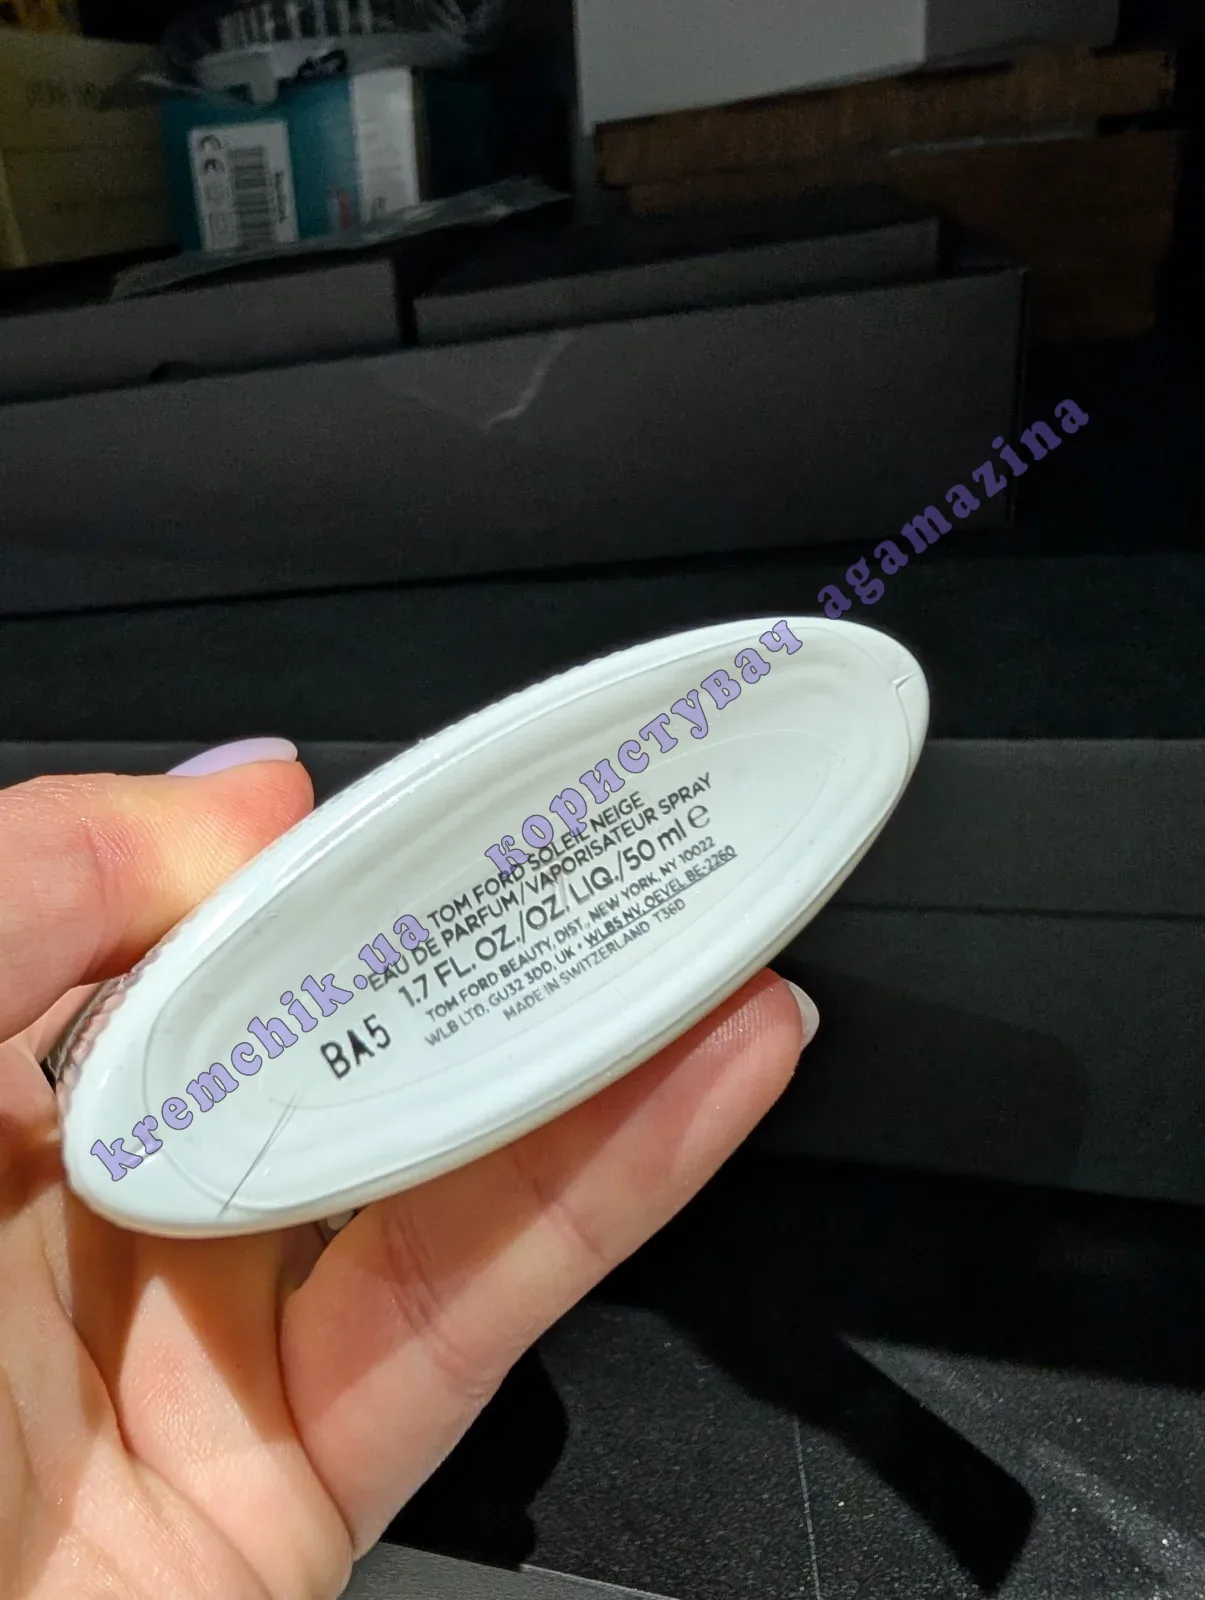 TOM FORD SOLEIL NEIGE
EAU DE PARFUM/VAPORISATEUR SPRAY
1.7 FL. OZ./OZ. LIQ./50 ml e
TOM FORD BEAUTY, DIST., NEW YORK, NY 10022
WLB LTD, GU32 3DD, UK • WLBS NV, OEVEL BE-2260
MADE IN SWITZERLAND T36D
BA5
kremchik.ua користувач agamazina
CE